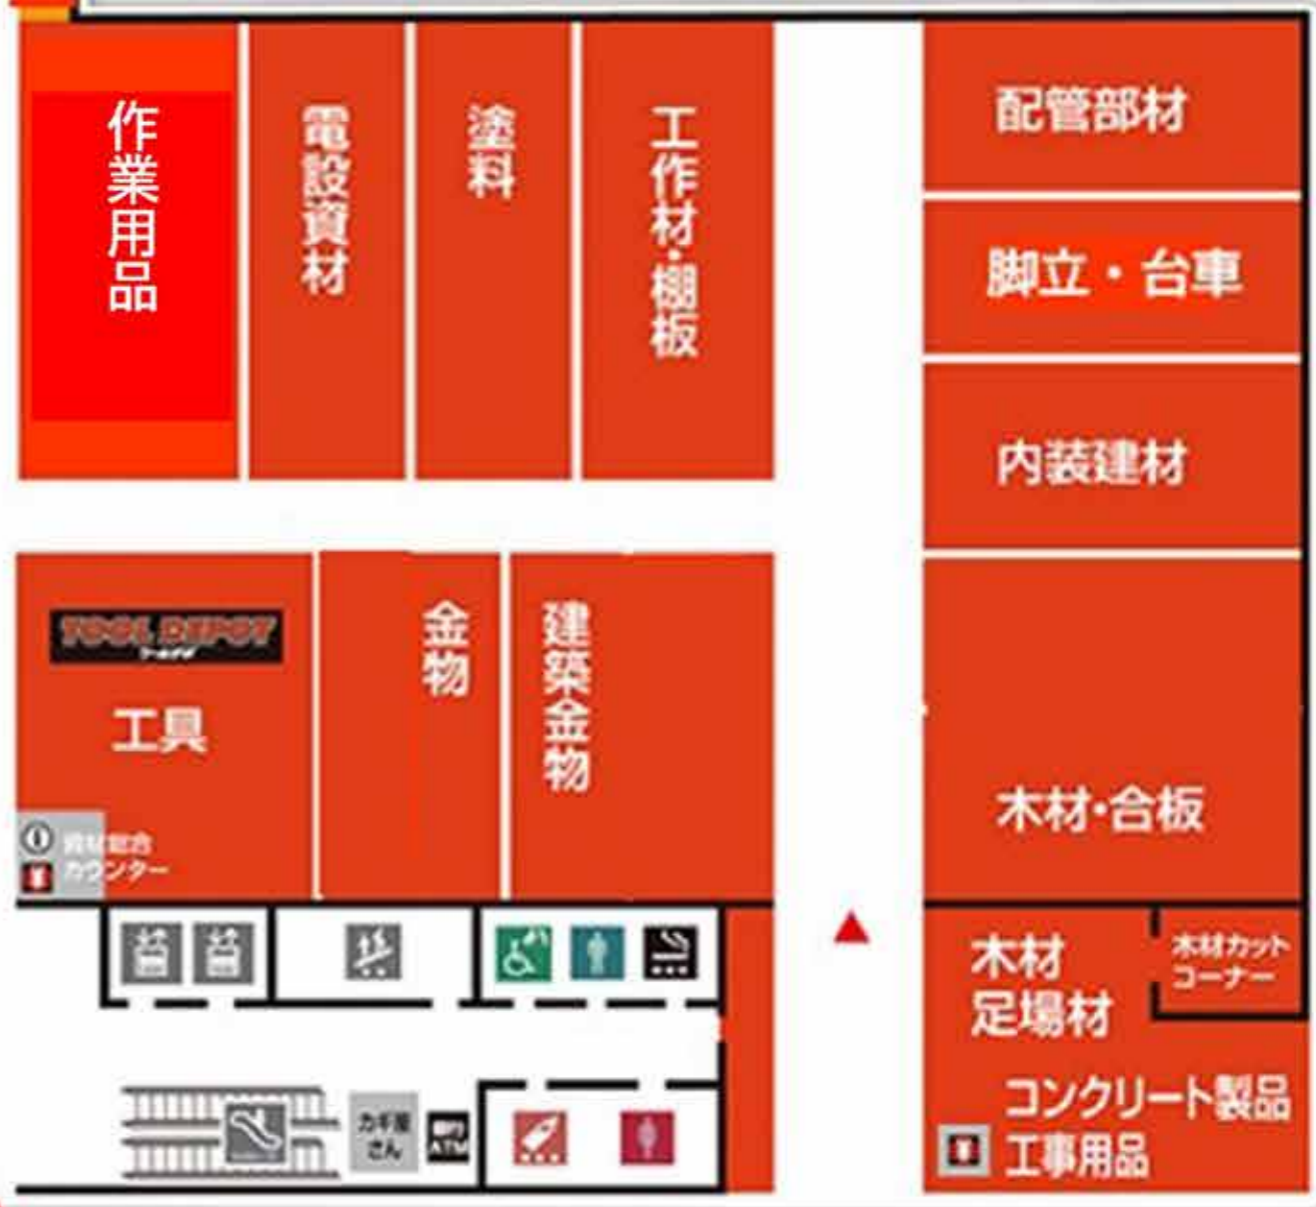 作業用品
電設資材
塗料
工作材・棚板
配管部材
脚立・台車
内装建材
TOOL DEPOT
工具
金物
建築金物
木材・合板
資材総合
カウンター
木材
足場材
木材カット
コーナー
コンクリート製品
工事用品
カギ屋
さん
ATM